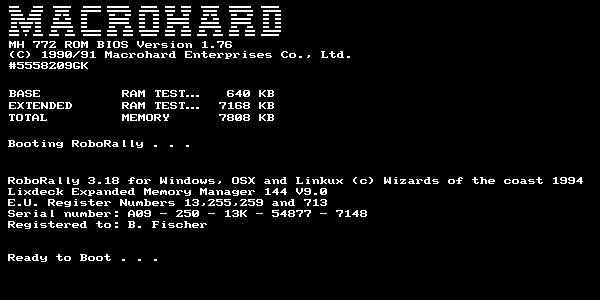 MACROHARD
MH 772 ROM BIOS Version 1.76
(C) 1990/91 Macrohard Enterprises Co., Ltd.
#5558209GK
BASE RAM TEST... 640 KB
EXTENDED RAM TEST... 7168 KB
TOTAL MEMORY 7808 KB
Booting RoboRally . . .
RoboRally 3.18 for Windows, OSX and Linkux (c) Wizards of the coast 1994
Lixdeck Expanded Memory Manager 144 V9.0
E.U. Register Numbers 13,255,259 and 713
Serial number: A09 - 250 - 13K - 54877 - 7148
Registered to: B. Fischer
Ready to Boot . . .